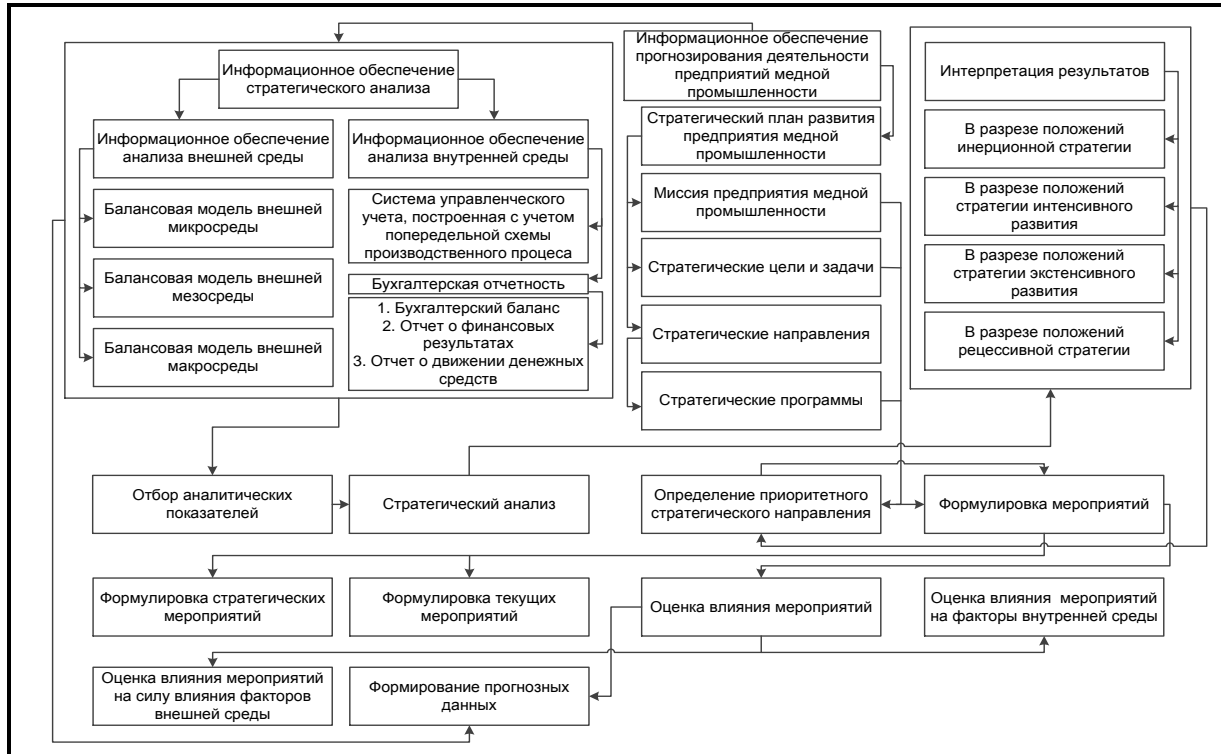 Информационное обеспечение
стратегического анализа
Информационное обеспечение
анализа внешней среды
Информационное обеспечение
анализа внутренней среды
Балансовая модель внешней
микросреды
Балансовая модель внешней
мезосреды
Балансовая модель внешней
макросреды
Система управленческого
учета, построенная с учетом
попередельной схемы
производственного процеса
Бухгалтерская отчетность
1. Бухгалтерский баланс
2. Отчет о финансовых
результатах
3. Отчет о движении денежных
средств
Информационное обеспечение
прогнозирования деятельности
предприятий медной
промышленности
Стратегический план развития
предприятия медной
промышленности
Миссия предприятия медной
промышленности
Стратегические цели и задачи
Стратегические направления
Стратегические программы
Интерпретация результатов
В разрезе положений
инерционной стратегии
В разрезе положений
стратегии интенсивного
развития
В разрезе положений
стратегии экстенсивного
развития
В разрезе положений
рецессивной стратегии
Отбор аналитических
показателей
Стратегический анализ
Определение приоритетного
стратегического направления
Формулировка мероприятий
Формулировка стратегических
мероприятий
Формулировка текущих
мероприятий
Оценка влияния мероприятий
Оценка влияния  мероприятий
на факторы внутренней среды
Оценка влияния мероприятий
на силу влияния факторов
внешней среды
Формирование прогнозных
данных